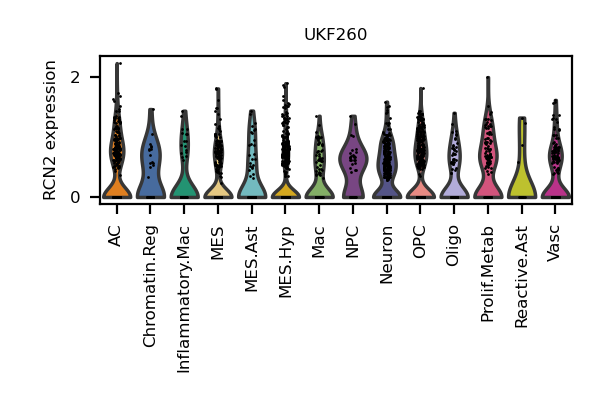 UKF260
RCN2 expression
2
0
AC
Chromatin.Reg
Inflammatory.Mac
MES
MES.Ast
MES.Hyp
Mac
NPC
Neuron
OPC
Oligo
Prolif.Metab
Reactive.Ast
Vasc